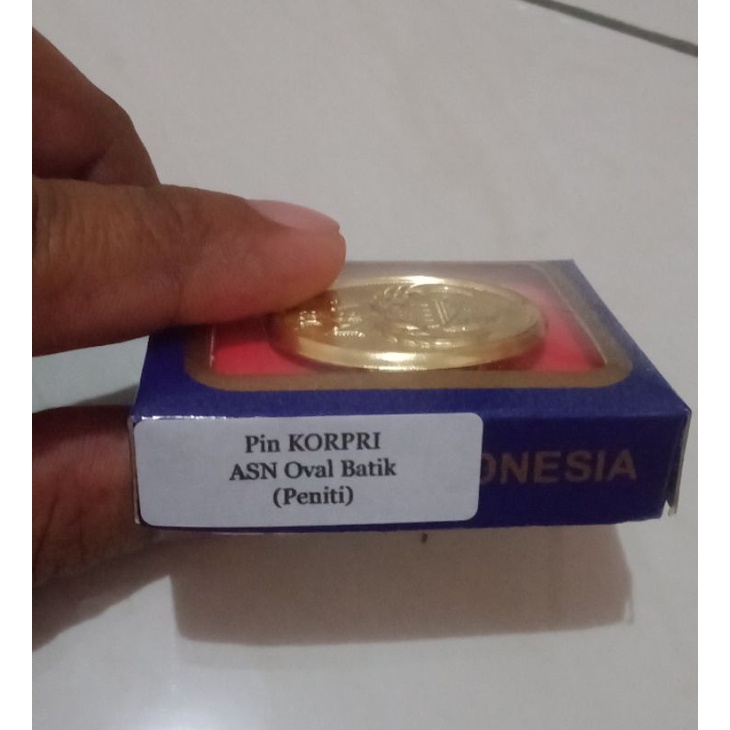 Pin KORPRI
ASN Oval Batik
(Peniti)
ONESIA